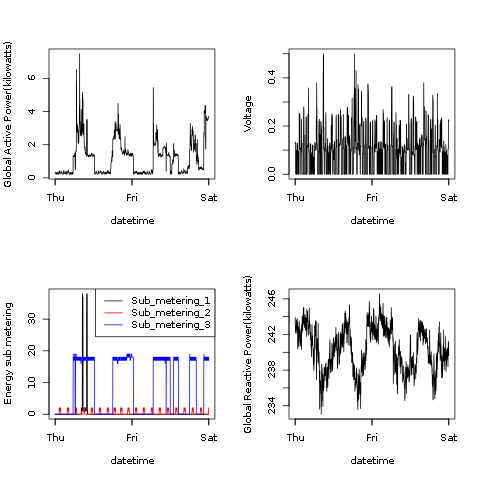 Global Active Power(kilowatts)
0 2 4 6
Thu Fri Sat
datetime
Voltage
0.0 0.2 0.4
Thu Fri Sat
datetime
Energy sub metering
0 10 20 30
Sub_metering_1
Sub_metering_2
Sub_metering_3
Thu Fri Sat
datetime
Global Reactive Power(kilowatts)
234 238 242 246
Thu Fri Sat
datetime